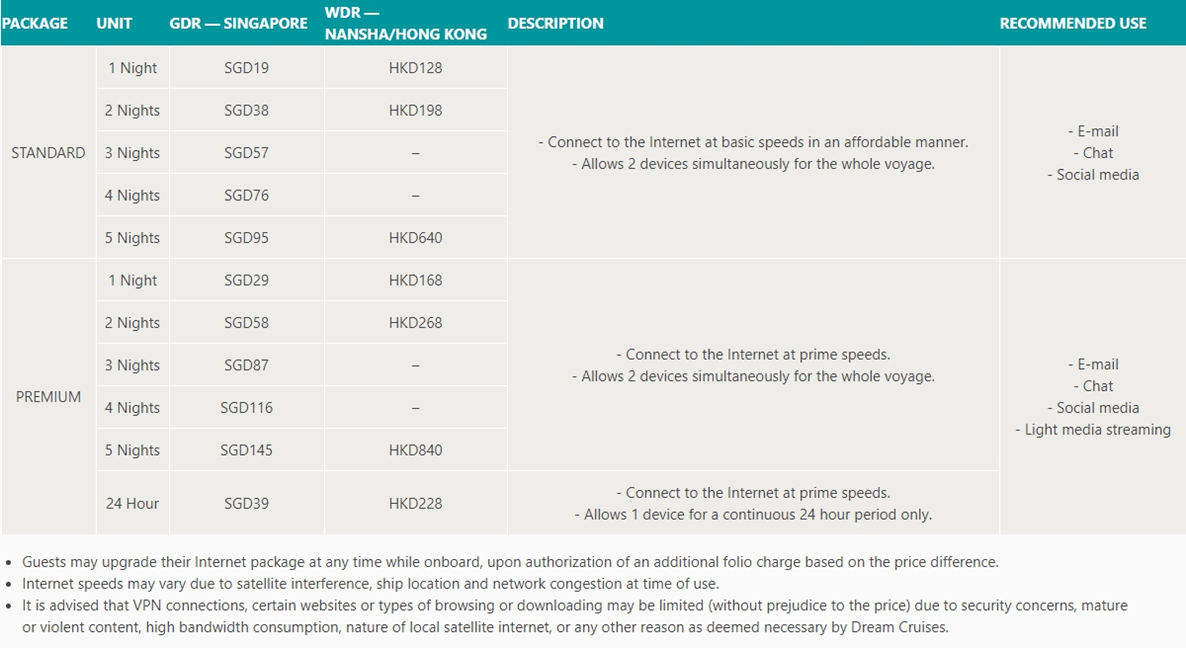 PACKAGE UNIT GDR — SINGAPORE WDR — NANSHA/HONG KONG DESCRIPTION RECOMMENDED USE
STANDARD
1 Night SGD19 HKD128
2 Nights SGD38 HKD198
3 Nights SGD57 –
4 Nights SGD76 –
5 Nights SGD95 HKD640
- Connect to the Internet at basic speeds in an affordable manner.
- Allows 2 devices simultaneously for the whole voyage.
- E-mail
- Chat
- Social media
PREMIUM
1 Night SGD29 HKD168
2 Nights SGD58 HKD268
3 Nights SGD87 –
4 Nights SGD116 –
5 Nights SGD145 HKD840
- Connect to the Internet at prime speeds.
- Allows 2 devices simultaneously for the whole voyage.
24 Hour SGD39 HKD228
- Connect to the Internet at prime speeds.
- Allows 1 device for a continuous 24 hour period only.
- E-mail
- Chat
- Social media
- Light media streaming
• Guests may upgrade their Internet package at any time while onboard, upon authorization of an additional folio charge based on the price difference.
• Internet speeds may vary due to satellite interference, ship location and network congestion at time of use.
• It is advised that VPN connections, certain websites or types of browsing or downloading may be limited (without prejudice to the price) due to security concerns, mature
or violent content, high bandwidth consumption, nature of local satellite internet, or any other reason as deemed necessary by Dream Cruises.